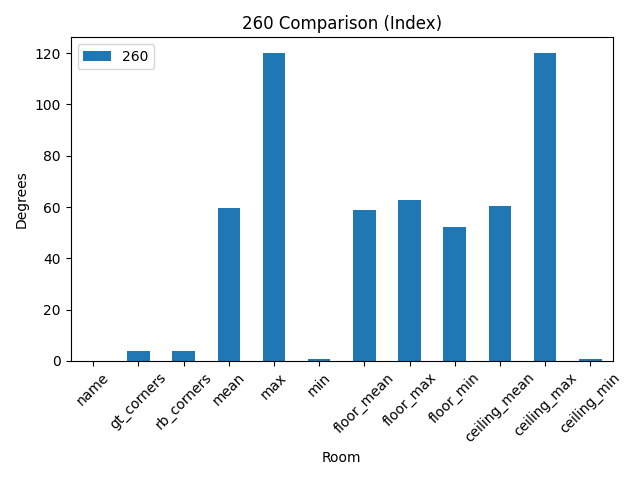 260 Comparison (Index)
260
Degrees
120
100
80
60
40
20
0
name
gt_corners
rb_corners
mean
max
min
floor_mean
floor_max
floor_min
ceiling_mean
ceiling_max
ceiling_min
Room